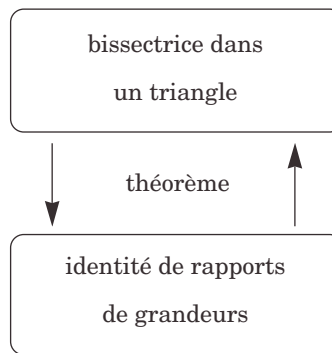 bissectrice dans
un triangle
théorème
identité de rapports
de grandeurs